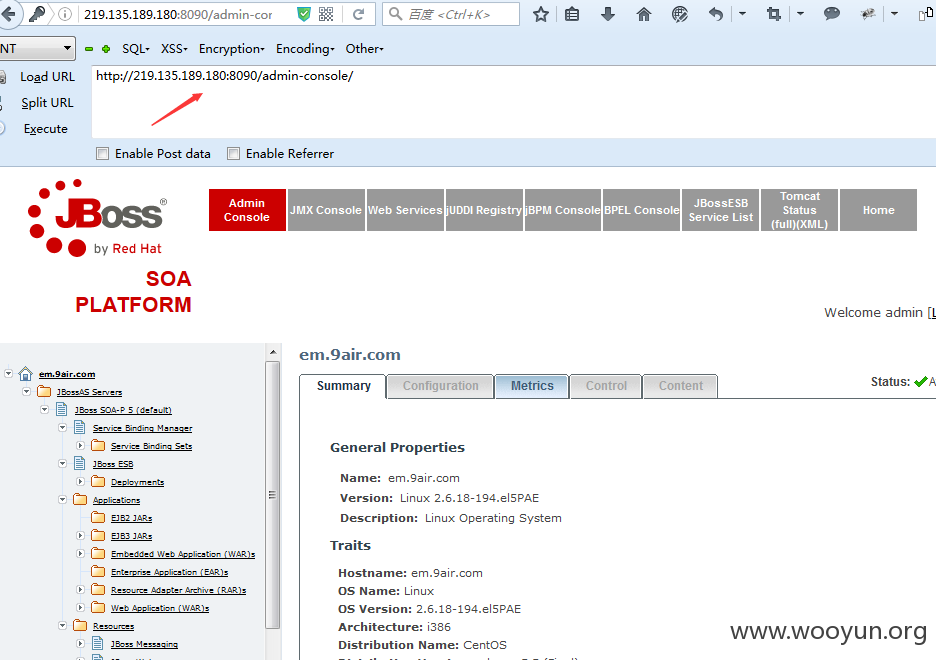 219.135.189.180:8090/admin-cor
百度 <Ctrl+K>
NT
SQL
XSS
Encryption
Encoding
Other
Load URL
http://219.135.189.180:8090/admin-console/
Split URL
Execute
Enable Post data
Enable Referrer
JBoss®
by Red Hat
SOA
PLATFORM
Admin
Console
JMX Console
Web Services
jUDDI Registry
jBPM Console
BPEL Console
JBossESB
Service List
Tomcat
Status
(full)(XML)
Home
Welcome admin [L
em.9air.com
JBossAS Servers
JBoss SOA-P 5 (default)
Service Binding Manager
Service Binding Sets
JBoss ESB
Deployments
Applications
EJB2 JARs
EJB3 JARs
Embedded Web Application (WAR)s
Enterprise Application (EAR)s
Resource Adapter Archive (RAR)s
Web Application (WAR)s
Resources
JBoss Messaging
em.9air.com
Summary
Configuration
Metrics
Control
Content
Status: A
General Properties
Name: em.9air.com
Version: Linux 2.6.18-194.el5PAE
Description: Linux Operating System
Traits
Hostname: em.9air.com
OS Name: Linux
OS Version: 2.6.18-194.el5PAE
Architecture: i386
Distribution Name: CentOS
www.wooyun.org